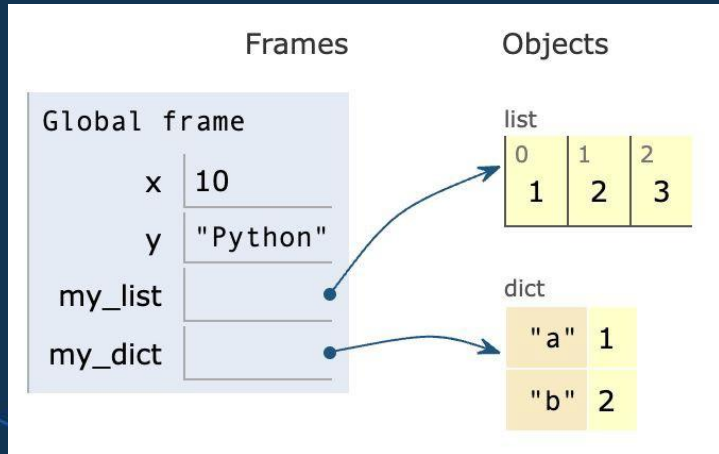 Frames
Objects
Global frame
x 10
y "Python"
my_list
my_dict
list
0 1 2
1 2 3
dict
"a" 1
"b" 2